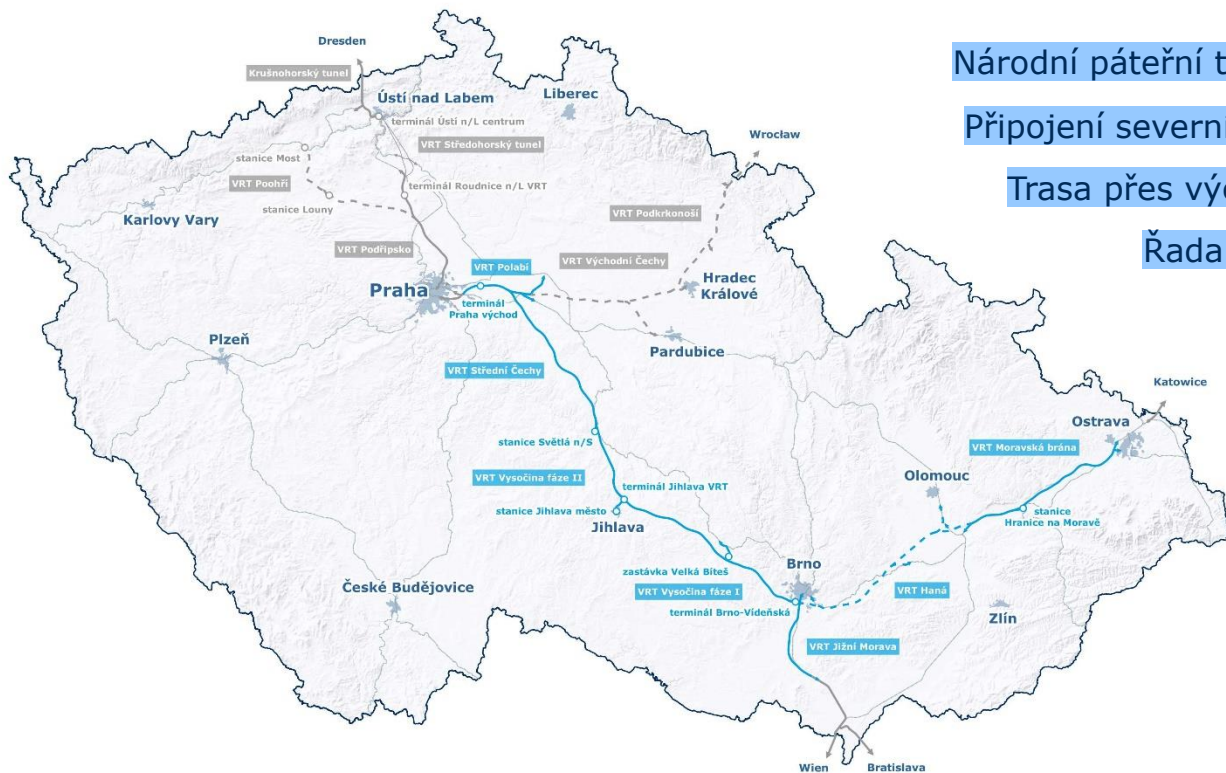 Národní páteřní t
Připojení severní
Trasa přes výc
Řada
Dresden
Krušnohorský tunel
Ústí nad Labem
Liberec
terminál Ústí n/L centrum
Wrocław
VRT Středohorský tunel
stanice Most
VRT Poohří
terminál Roudnice n/L VRT
stanice Louny
Karlovy Vary
VRT Podkrkonoší
VRT Podřipsko
VRT Polabí
VRT Východní Čechy
Praha
Hradec
Králové
terminál
Praha východ
Plzeň
Pardubice
VRT Střední Čechy
Katowice
Ostrava
stanice Světlá n/S
VRT Moravská brána
VRT Vysočina fáze II
Olomouc
terminál Jihlava VRT
stanice Jihlava město
stanice
Hranice na Moravě
Jihlava
Brno
zastávka Velká Bíteš
České Budějovice
VRT Vysočina fáze I
VRT Haná
terminál Brno-Vídeňská
Zlín
VRT Jižní Morava
Wien
Bratislava